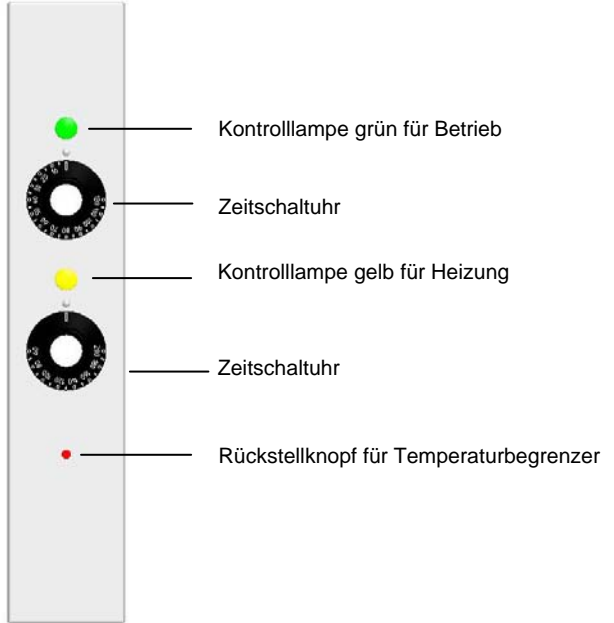 Kontrolllampe grün für Betrieb
Zeitschaltuhr
Kontrolllampe gelb für Heizung
Zeitschaltuhr
Rückstellknopf für Temperaturbegrenzer